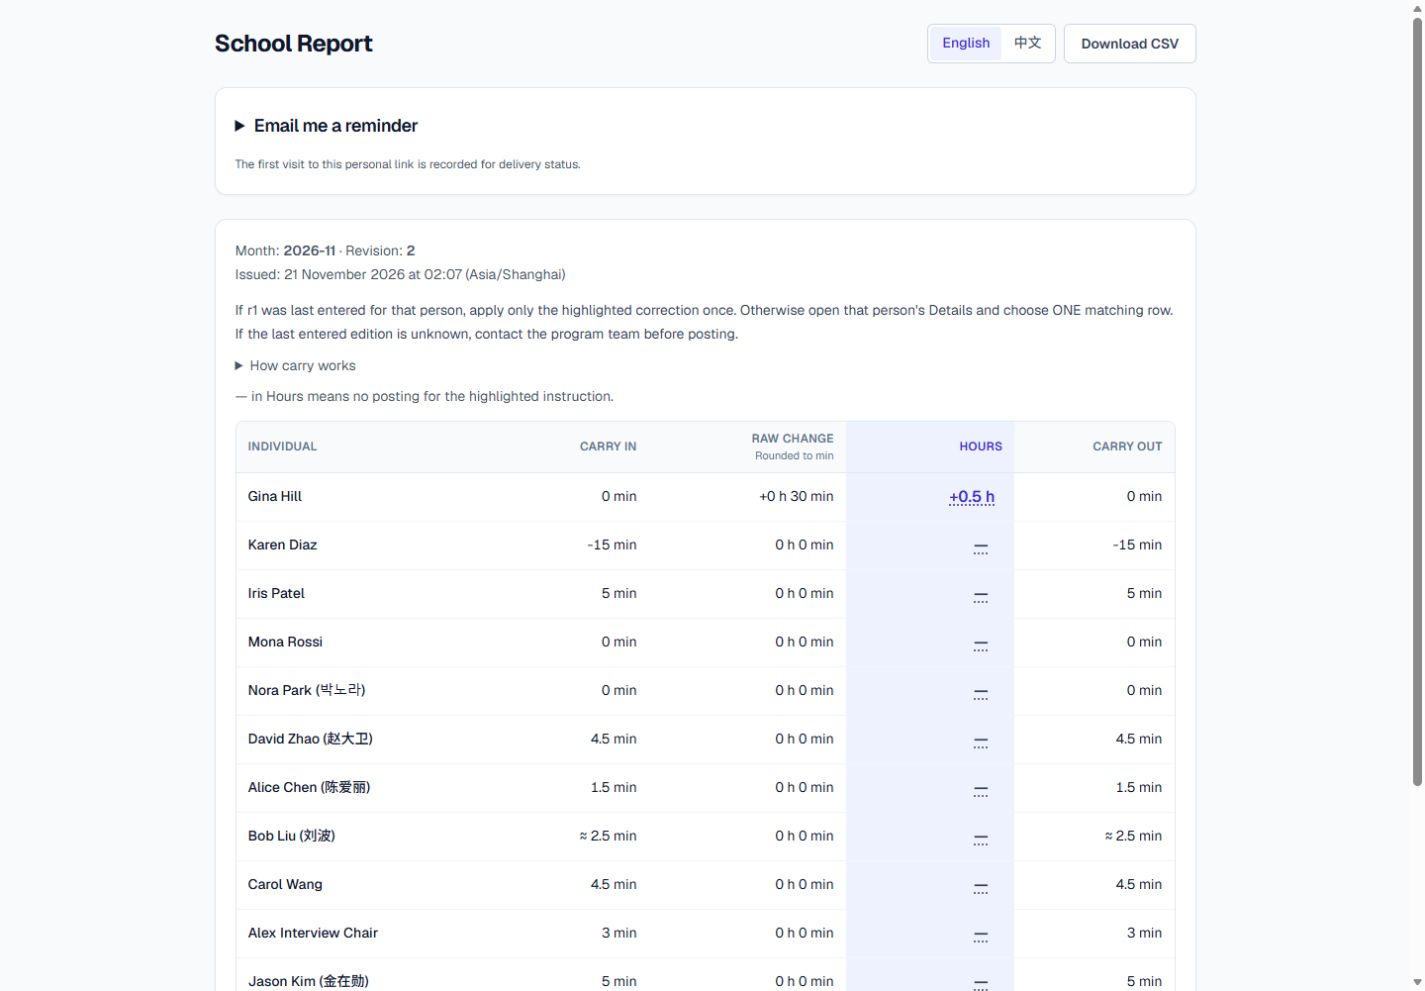 School Report
English 中文 Download CSV
▶ Email me a reminder
The first visit to this personal link is recorded for delivery status.
Month: 2026-11 · Revision: 2
Issued: 21 November 2026 at 02:07 (Asia/Shanghai)
If r1 was last entered for that person, apply only the highlighted correction once. Otherwise open that person's Details and choose ONE matching row.
If the last entered edition is unknown, contact the program team before posting.
▶ How carry works
— in Hours means no posting for the highlighted instruction.
INDIVIDUAL CARRY IN RAW CHANGE Rounded to min HOURS CARRY OUT
Gina Hill 0 min +0 h 30 min +0.5 h 0 min
Karen Diaz -15 min 0 h 0 min — -15 min
Iris Patel 5 min 0 h 0 min — 5 min
Mona Rossi 0 min 0 h 0 min — 0 min
Nora Park (박노라) 0 min 0 h 0 min — 0 min
David Zhao (赵大卫) 4.5 min 0 h 0 min — 4.5 min
Alice Chen (陈爱丽) 1.5 min 0 h 0 min — 1.5 min
Bob Liu (刘波) ≈ 2.5 min 0 h 0 min — ≈ 2.5 min
Carol Wang 4.5 min 0 h 0 min — 4.5 min
Alex Interview Chair 3 min 0 h 0 min — 3 min
Jason Kim (金在勋) 5 min 0 h 0 min — 5 min